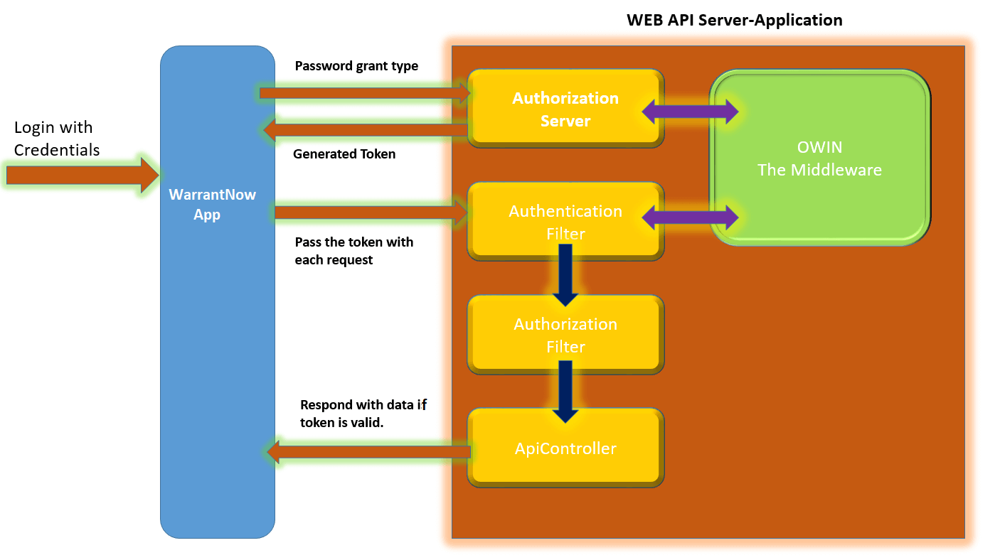 WEB API Server-Application
Password grant type
Authorization
Server
Generated Token
OWIN
The Middleware
Login with
Credentials
WarrantNow
App
Authentication
Filter
Pass the token with
each request
Authorization
Filter
Respond with data if
token is valid.
ApiController